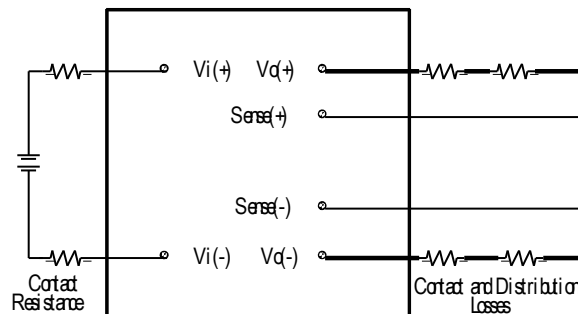 Vi(+) Vo(+)
Sense(+)
Sense(-)
Vi(-) Vo(-)
Contact
Resistance
Contact and Distribution
Losses